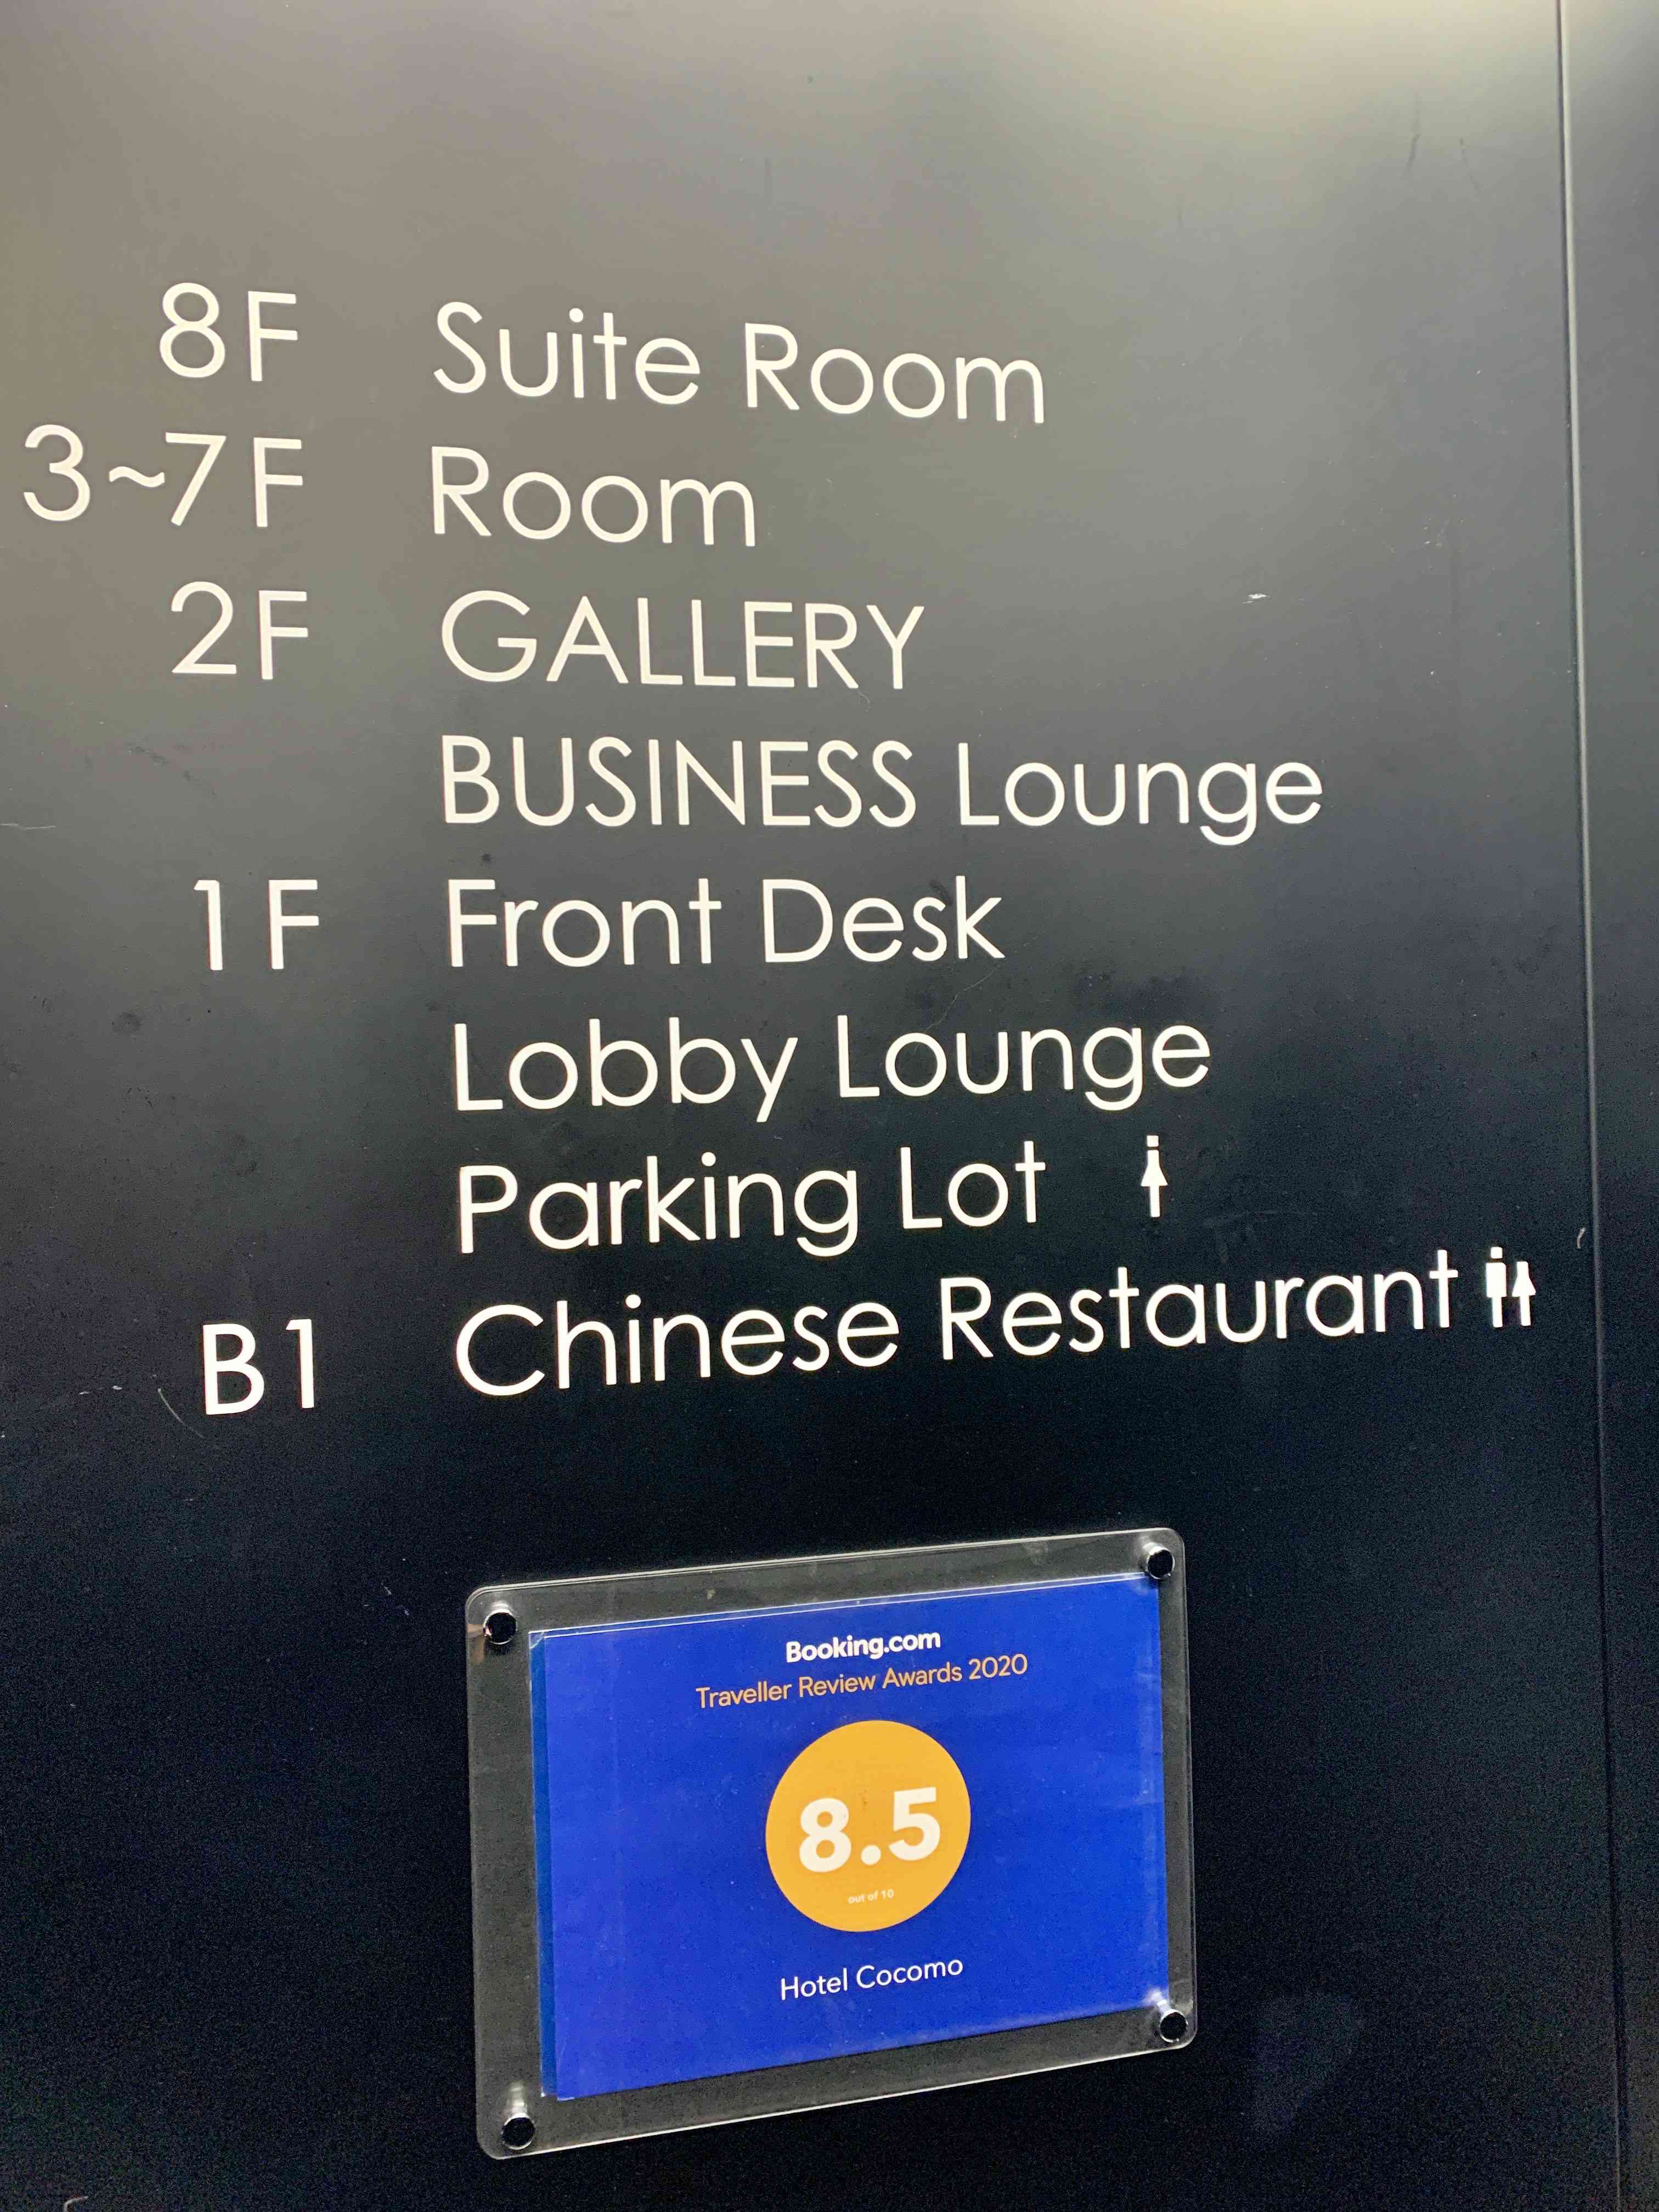 8F Suite Room
3~7F Room
2F GALLERY
BUSINESS Lounge
1F Front Desk
Lobby Lounge
Parking Lot
B1 Chinese Restaurant
Booking.com
Traveller Review Awards 2020
8.5
out of 10
Hotel Cocomo